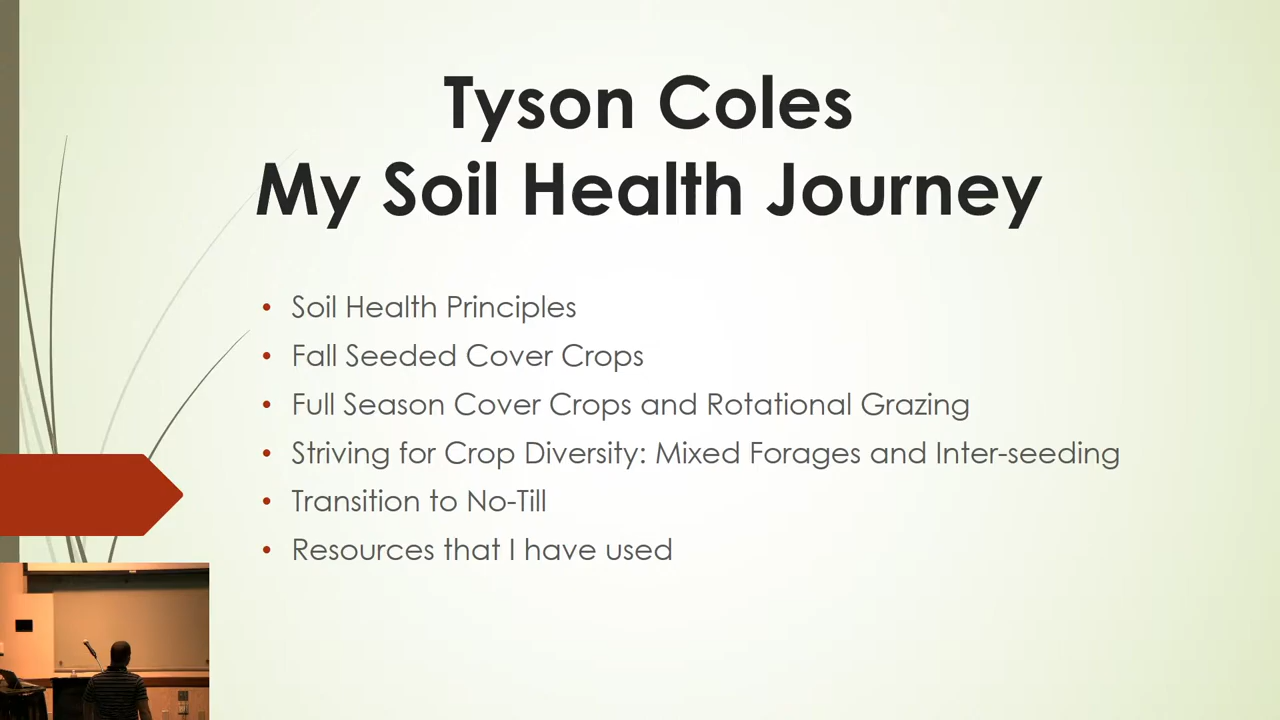 Tyson Coles
My Soil Health Journey
• Soil Health Principles
• Fall Seeded Cover Crops
• Full Season Cover Crops and Rotational Grazing
• Striving for Crop Diversity: Mixed Forages and Inter-seeding
• Transition to No-Till
• Resources that I have used